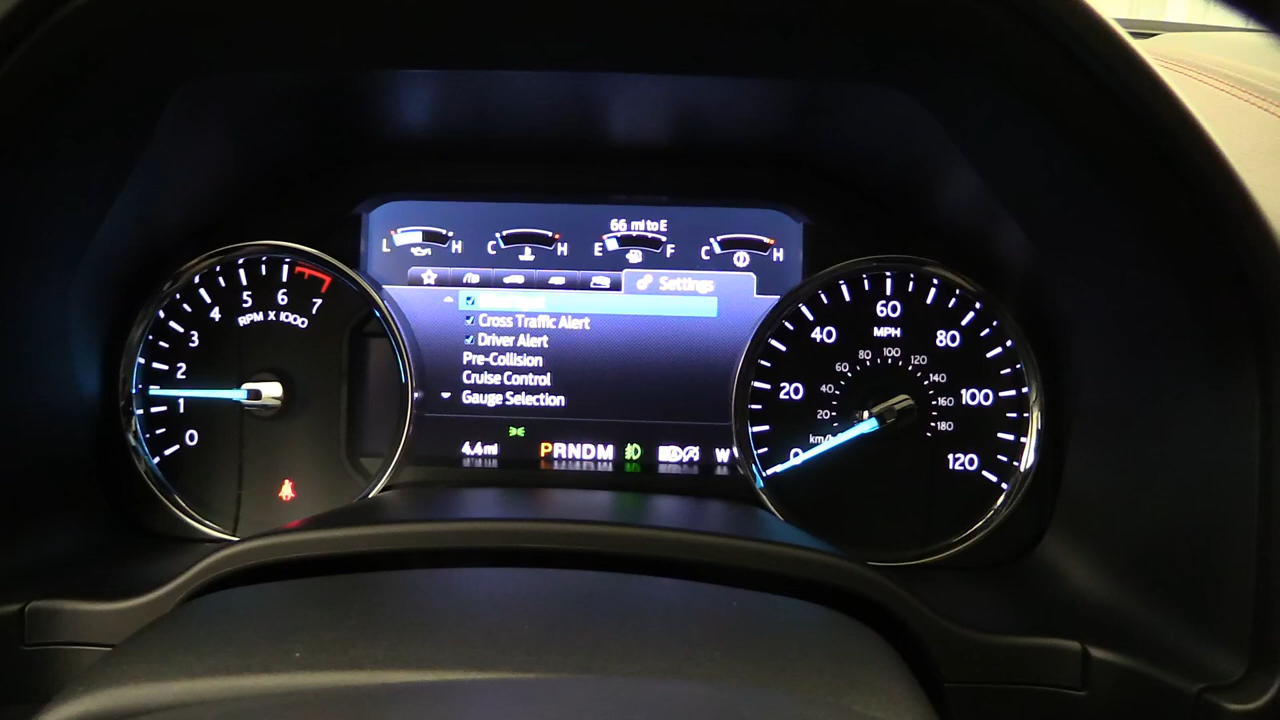 66 mi to E
L H C H E F C H
Settings
Cross Traffic Alert
Driver Alert
Pre-Collision
Cruise Control
Gauge Selection
4.4 mi PRNDM W
0 1 2 3 4 5 6 7
RPM X 1000
0 20 40 60 80 100 120
MPH
20 40 60 80 100 120 140 160 180